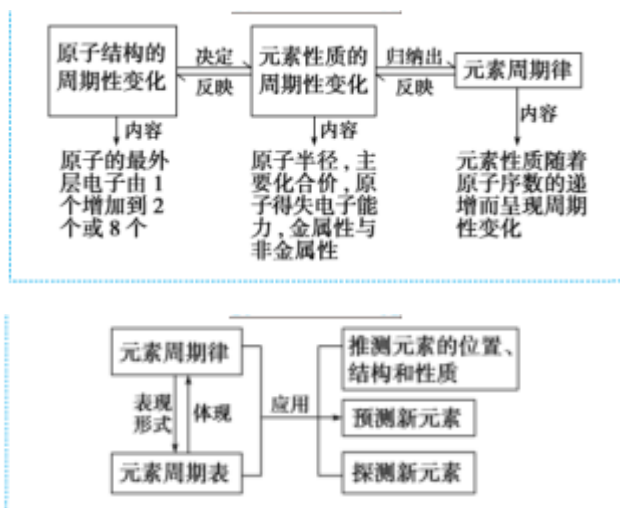 原子结构的
周期性变化
决定
反映
元素性质的
周期性变化
归纳出
反映
元素周期律
内容
内容
内容
原子的最外
层电子由1
个增加到2
个或8个
原子半径,主
要化合价,原
子得失电子能
力,金属性与
非金属性
元素性质随着
原子序数的递
增而呈现周期
性变化
元素周期律
表现
形式
体现
元素周期表
应用
推测元素的位置、
结构和性质
预测新元素
探测新元素